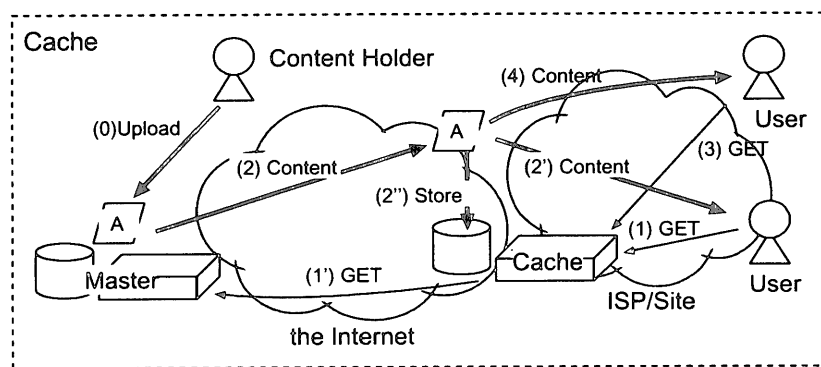 Cache
Content Holder
(0)Upload
(4) Content
User
A
(3) GET
(2) Content
(2') Content
(2'') Store
A
(1) GET
Master
Cache
User
(1') GET
ISP/Site
the Internet